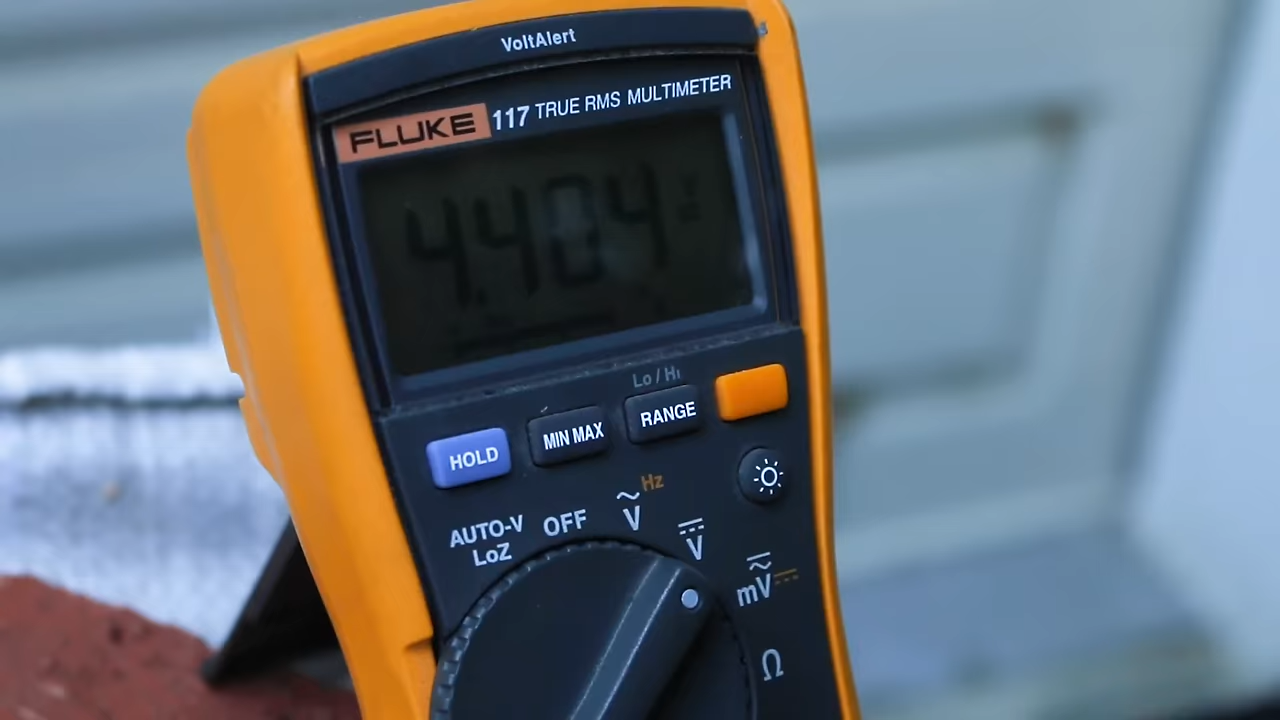 VoltAlert
FLUKE 117 TRUE RMS MULTIMETER
4.404 V
Lo / Hi
HOLD MIN MAX RANGE
Hz
AUTO-V LoZ OFF V V
mV
Ω